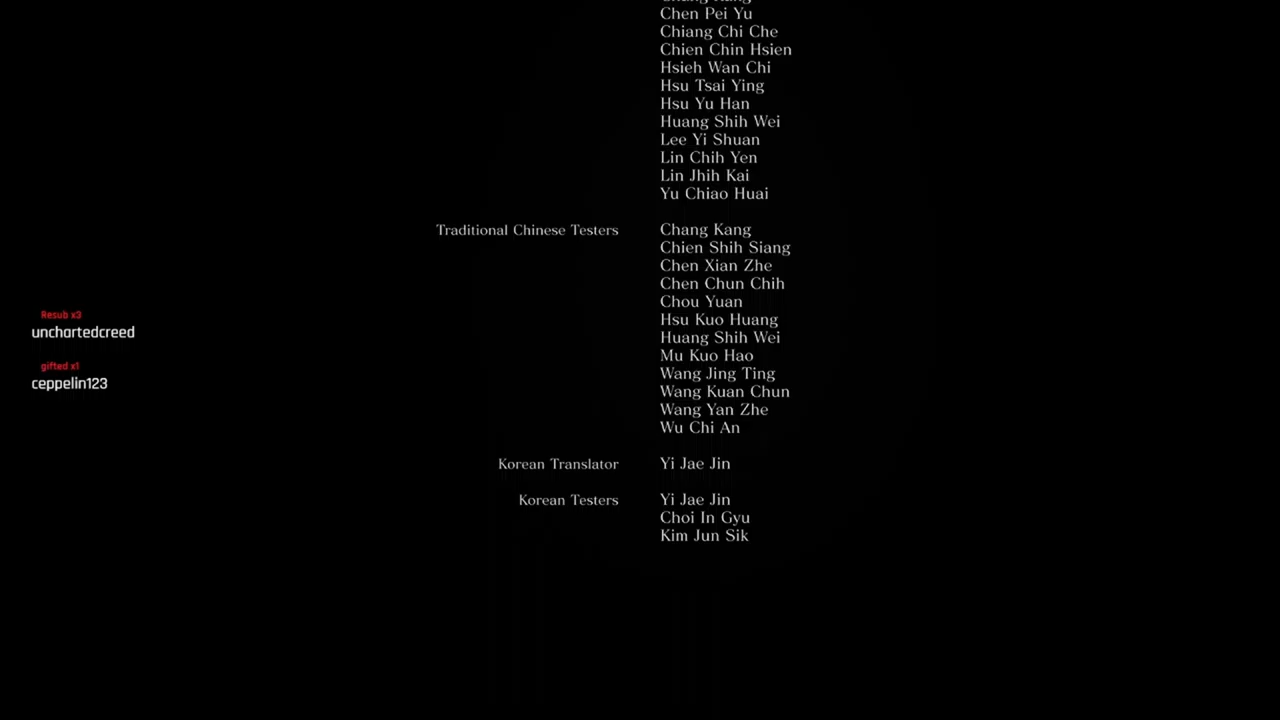 Chen Pei Yu
Chiang Chi Che
Chien Chin Hsien
Hsieh Wan Chi
Hsu Tsai Ying
Hsu Yu Han
Huang Shih Wei
Lee Yi Shuan
Lin Chih Yen
Lin Jhih Kai
Yu Chiao Huai
Traditional Chinese Testers Chang Kang
Chien Shih Siang
Chen Xian Zhe
Chen Chun Chih
Chou Yuan
Hsu Kuo Huang
Huang Shih Wei
Mu Kuo Hao
Wang Jing Ting
Wang Kuan Chun
Wang Yan Zhe
Wu Chi An
Korean Translator Yi Jae Jin
Korean Testers Yi Jae Jin
Choi In Gyu
Kim Jun Sik
Resub x3
unchartedcreed
gifted x1
ceppelin123